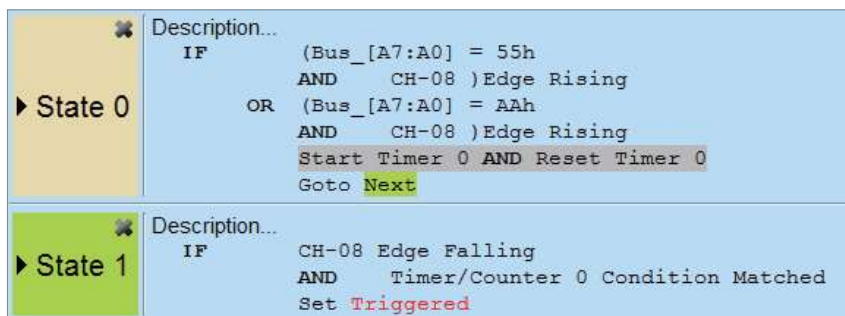 Description...
IF (Bus_[A7:A0] = 55h
AND CH-08 )Edge Rising
State 0 OR (Bus_[A7:A0] = AAh
AND CH-08 )Edge Rising
Start Timer 0 AND Reset Timer 0
Goto Next
Description...
State 1 IF CH-08 Edge Falling
AND Timer/Counter 0 Condition Matched
Set Triggered